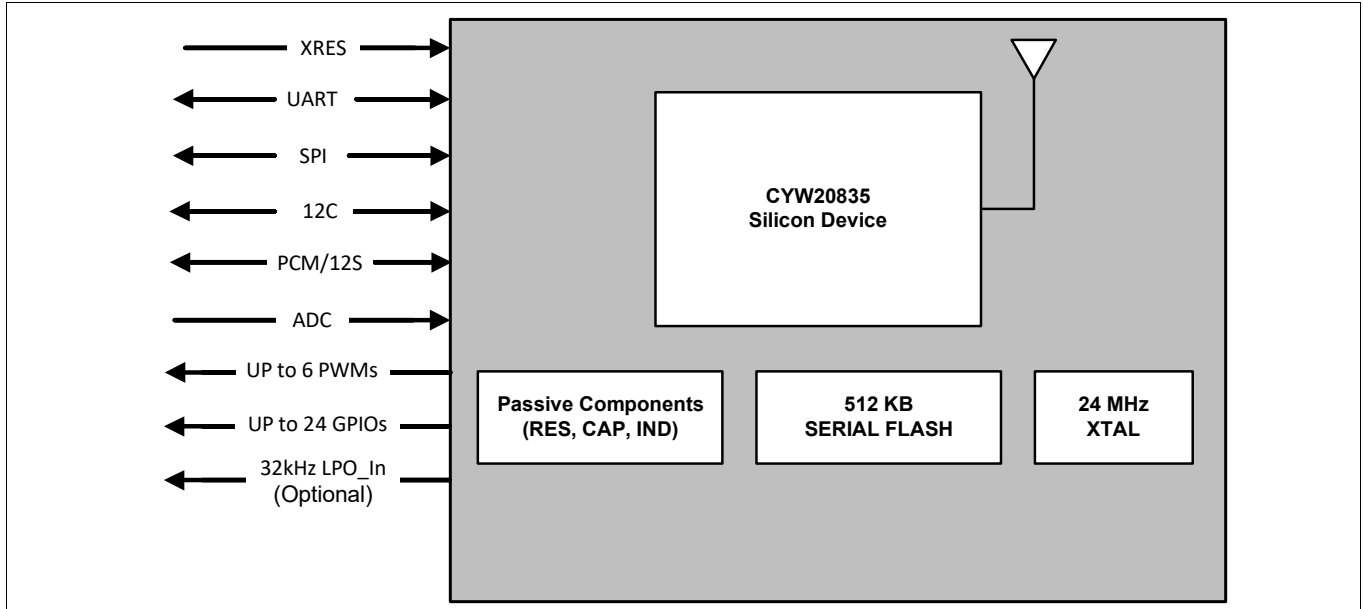 XRES
UART
SPI
12C
PCM/12S
ADC
UP to 6 PWMs
UP to 24 GPIOs
32kHz LPO_In
(Optional)
CYW20835
Silicon Device
Passive Components
(RES, CAP, IND)
512 KB
SERIAL FLASH
24 MHz
XTAL